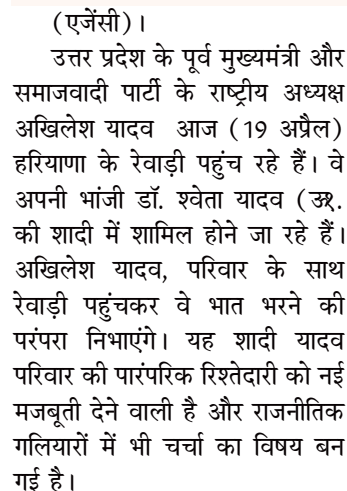 (एजेंसी)।
उत्तर प्रदेश के पूर्व मुख्यमंत्री और
समाजवादी पार्टी के राष्ट्रीय अध्यक्ष
अखिलेश यादव आज (19 अप्रैल)
हरियाणा के रेवाड़ी पहुंच रहे हैं। वे
अपनी भांजी डॉ. श्वेता यादव
की शादी में शामिल होने जा रहे हैं।
अखिलेश यादव, परिवार के साथ
रेवाड़ी पहुंचकर वे भात भरने की
परंपरा निभाएंगे। यह शादी यादव
परिवार की पारंपरिक रिश्तेदारी को नई
मजबूती देने वाली है और राजनीतिक
गलियारों में भी चर्चा का विषय बन
गई है।